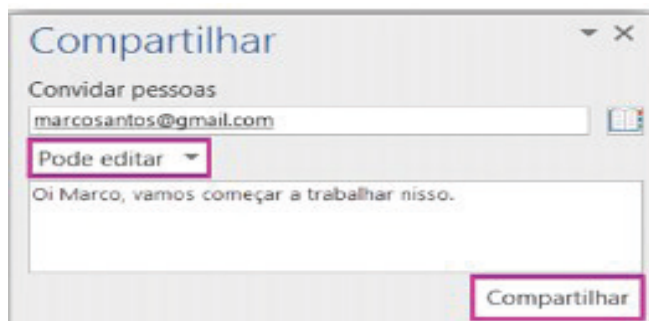 Compartilhar
Convidar pessoas
marcosantos@gmail.com
Pode editar
Oi Marco, vamos começar a trabalhar nisso.
Compartilhar